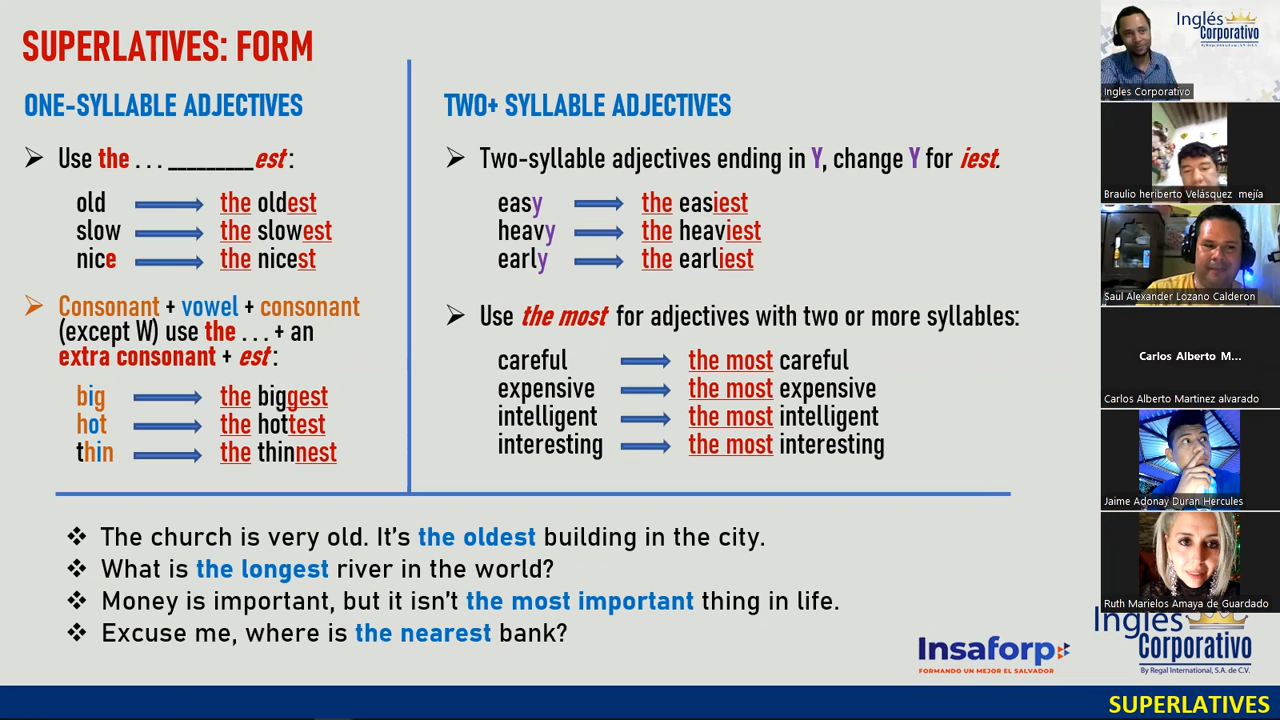 SUPERLATIVES: FORM
ONE-SYLLABLE ADJECTIVES
Use the . . . _________est:
old the oldest
slow the slowest
nice the nicest
Consonant + vowel + consonant
(except W) use the . . . + an
extra consonant + est:
big the biggest
hot the hottest
thin the thinnest
TWO+ SYLLABLE ADJECTIVES
Two-syllable adjectives ending in Y, change Y for iest.
easy the easiest
heavy the heaviest
early the earliest
Use the most for adjectives with two or more syllables:
careful the most careful
expensive the most expensive
intelligent the most intelligent
interesting the most interesting
The church is very old. It's the oldest building in the city.
What is the longest river in the world?
Money is important, but it isn't the most important thing in life.
Excuse me, where is the nearest bank?
Insaforp
FORMANDO UN MEJOR EL SALVADOR
Inglés
Corporativo
By Regal International, S.A. de C.V.
SUPERLATIVES
Inglés
Corporativo
By Regal International, S.A. de C.V.
Ingles Corporativo
Braulio heriberto Velásquez mejía
Saul Alexander Lozano Calderon
Carlos Alberto M...
Carlos Alberto Martinez alvarado
Jaime Adonay Duran Hercules
Ruth Marielos Amaya de Guardado